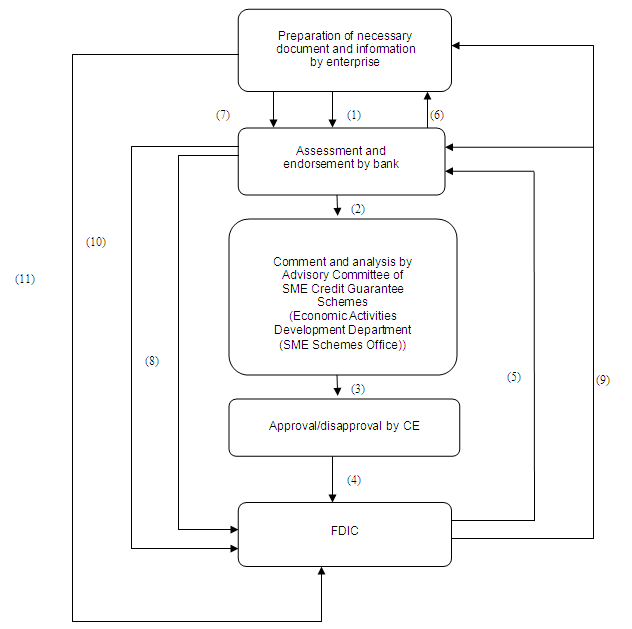 Preparation of necessary
document and information
by enterprise
(7)
(1)
(6)
Assessment and
endorsement by bank
(2)
(10)
(11)
Comment and analysis by
Advisory Committee of
SME Credit Guarantee
Schemes
(Economic Activities
Development Department
(SME Schemes Office))
(8)
(5)
(9)
(3)
Approval/disapproval by CE
(4)
FDIC